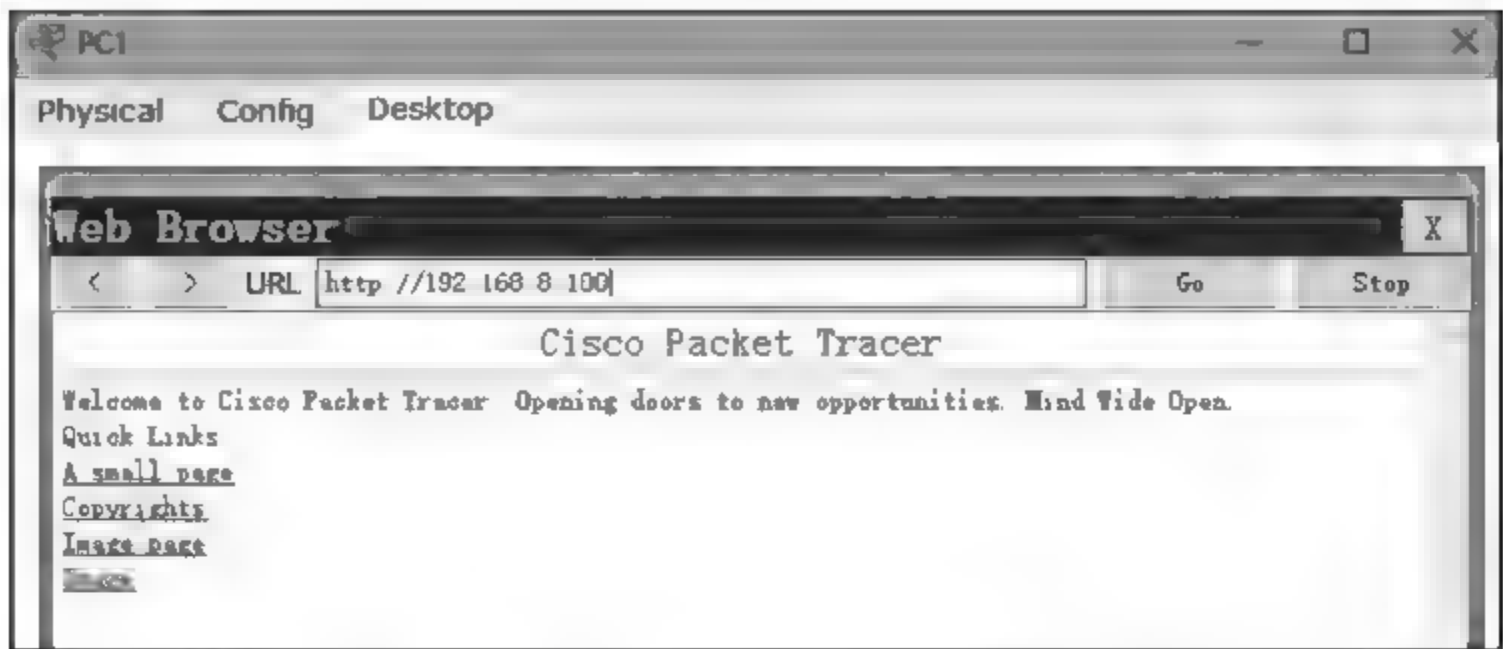 PC1
Physical Config Desktop
Web Browser X
< > URL http //192 168 8 100 Go Stop
Cisco Packet Tracer
Welcome to Cisco Packet Tracer Opening doors to new opportunities. Mind Wide Open.
Quick Links
A small page
Copyrights
Image page